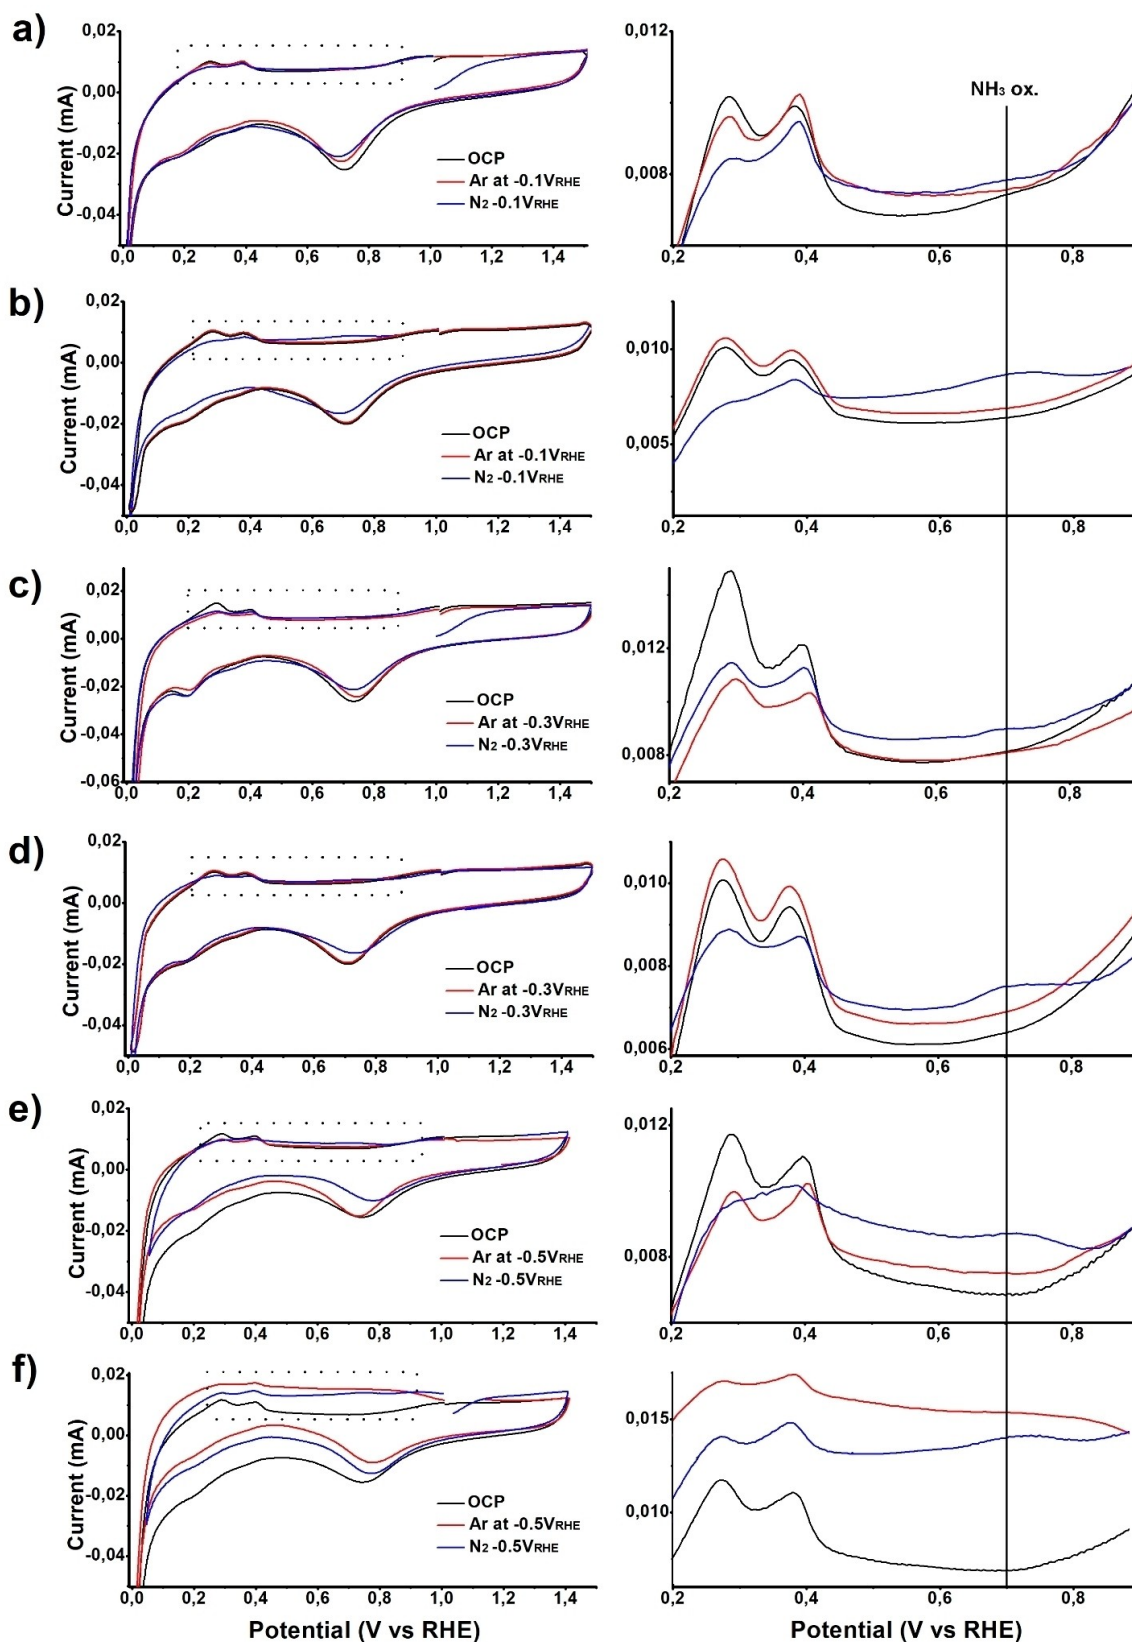 a)
0,02
0,00
-0,02
-0,04
Current (mA)
OCP
Ar at -0.1VRHE
N2 -0.1VRHE
0,0 0,2 0,4 0,6 0,8 1,0 1,2 1,4
0,012
0,008
NH3 ox.
0,2 0,4 0,6 0,8
b)
0,02
0,00
-0,02
-0,04
Current (mA)
OCP
Ar at -0.1VRHE
N2 -0.1VRHE
0,0 0,2 0,4 0,6 0,8 1,0 1,2 1,4
0,010
0,005
0,2 0,4 0,6 0,8
c)
0,02
0,00
-0,02
-0,04
-0,06
Current (mA)
OCP
Ar at -0.3VRHE
N2 -0.3VRHE
0,0 0,2 0,4 0,6 0,8 1,0 1,2 1,4
0,012
0,008
0,2 0,4 0,6 0,8
d)
0,02
0,00
-0,02
-0,04
Current (mA)
OCP
Ar at -0.3VRHE
N2 -0.3VRHE
0,0 0,2 0,4 0,6 0,8 1,0 1,2 1,4
0,010
0,008
0,006
0,2 0,4 0,6 0,8
e)
0,02
0,00
-0,02
-0,04
Current (mA)
OCP
Ar at -0.5VRHE
N2 -0.5VRHE
0,0 0,2 0,4 0,6 0,8 1,0 1,2 1,4
0,012
0,008
0,2 0,4 0,6 0,8
f)
0,02
0,00
-0,02
-0,04
Current (mA)
OCP
Ar at -0.5VRHE
N2 -0.5VRHE
0,0 0,2 0,4 0,6 0,8 1,0 1,2 1,4
Potential (V vs RHE)
0,015
0,010
0,2 0,4 0,6 0,8
Potential (V vs RHE)